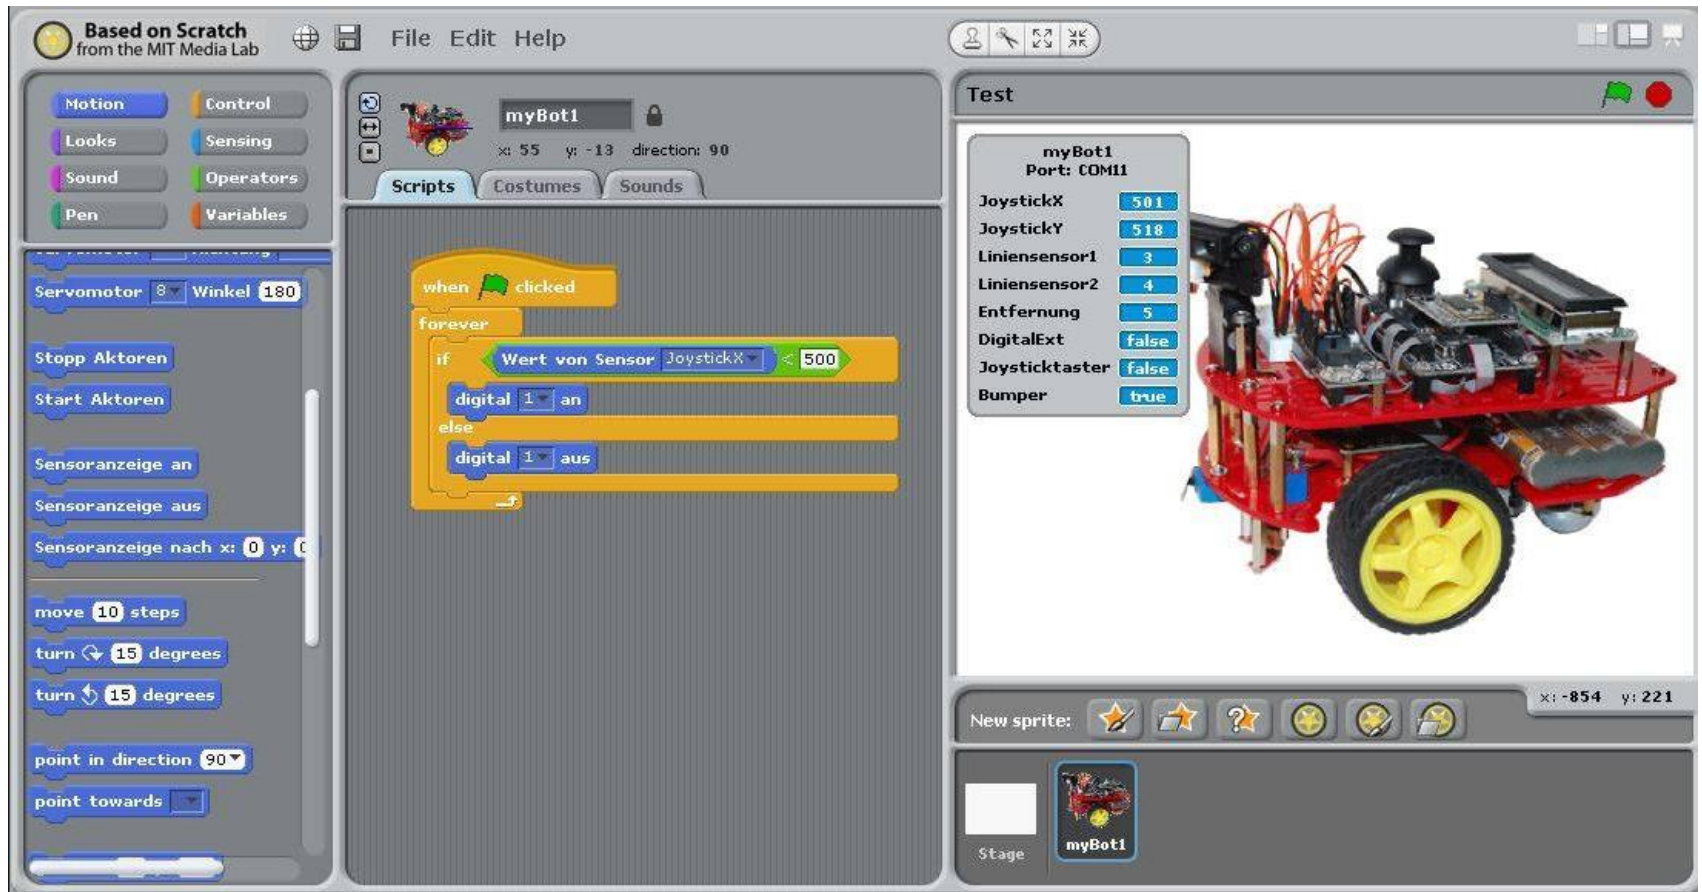 Based on Scratch
from the MIT Media Lab
File Edit Help
Motion Control
Looks Sensing
Sound Operators
Pen Variables
Servomotor 8 Winkel 180
Stopp Aktoren
Start Aktoren
Sensoranzeige an
Sensoranzeige aus
Sensoranzeige nach x: 0 y:
move 10 steps
turn 15 degrees
turn 15 degrees
point in direction 90
point towards
myBot1
x: 55 y: -13 direction: 90
Scripts Costumes Sounds
when clicked
forever
if Wert von Sensor JoystickX < 500
digital 1 an
else
digital 1 aus
Test
myBot1
Port: COM11
JoystickX 501
JoystickY 518
Liniensensor1 3
Liniensensor2 4
Entfernung 5
DigitalExt false
Joysticktaster false
Bumper true
x: -854 y: 221
New sprite:
Stage
myBot1